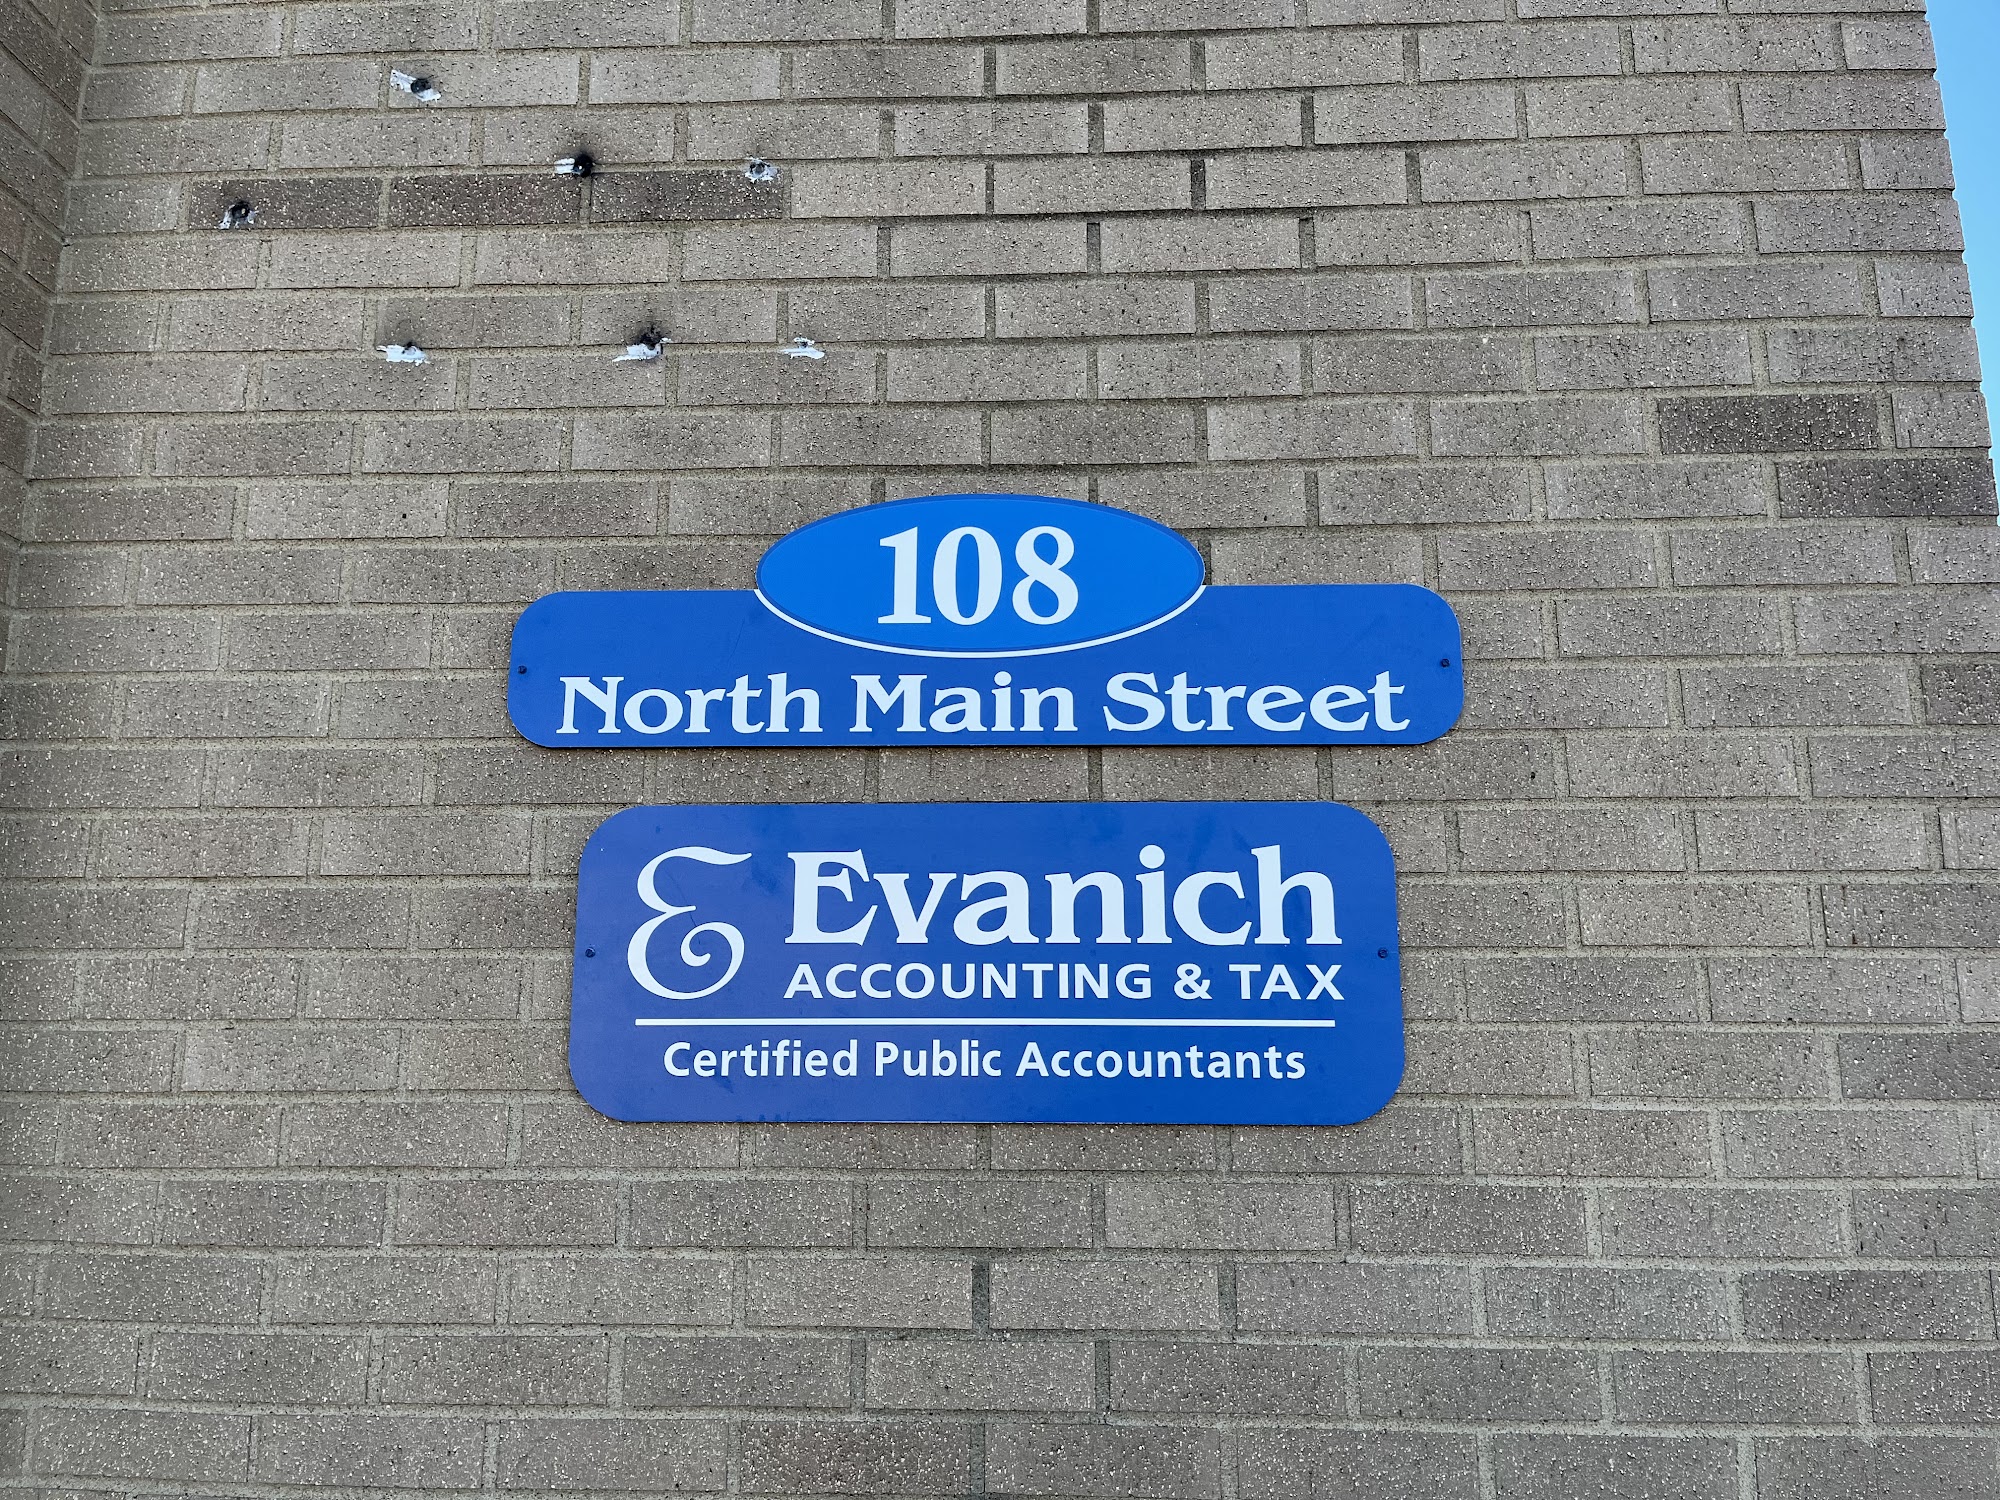 108
North Main Street
E Evanich
ACCOUNTING & TAX
Certified Public Accountants